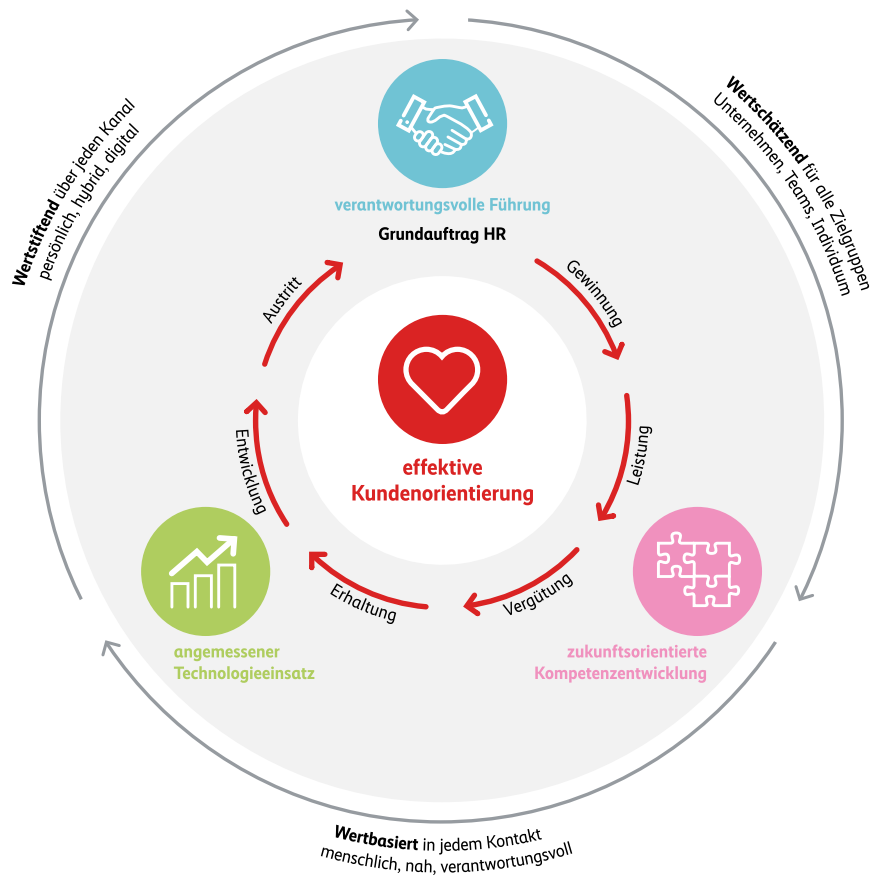 Wertstiftend über jeden Kanal
persönlich, hybrid, digital
Wertschätzend für alle Zielgruppen
Unternehmen, Teams, Individuum
verantwortungsvolle Führung
Grundauftrag HR
Gewinnung
Leistung
Vergütung
Erhaltung
Entwicklung
Austritt
effektive
Kundenorientierung
angemessener
Technologieeinsatz
zukunftsorientierte
Kompetenzentwicklung
Wertbasiert in jedem Kontakt
menschlich, nah, verantwortungsvoll